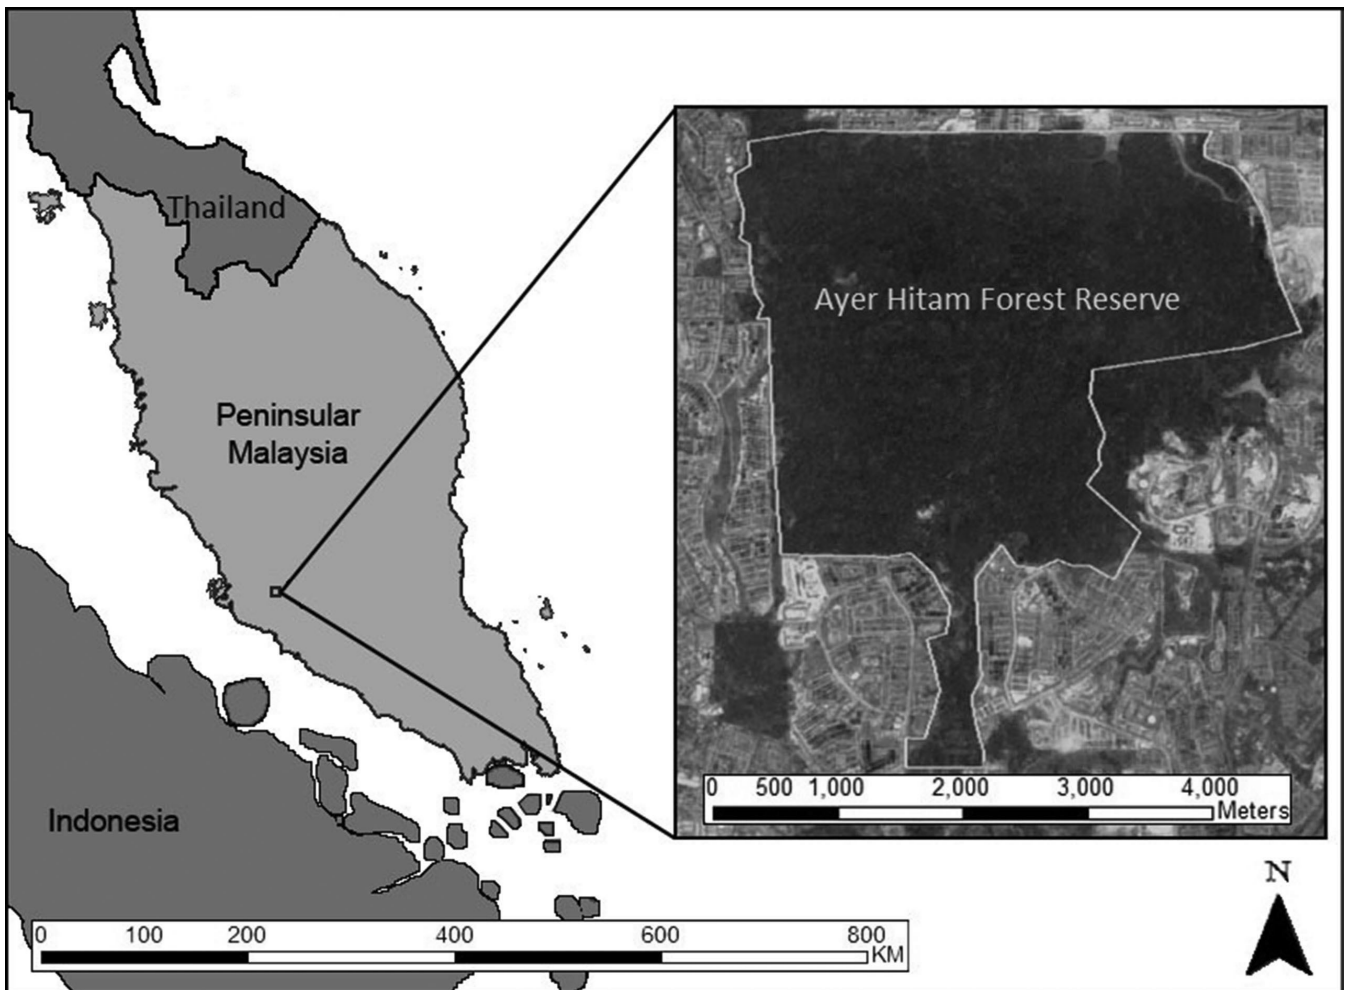 Thailand
Ayer Hitam Forest Reserve
Peninsular
Malaysia
0 500 1,000 2,000 3,000 4,000
Meters
Indonesia
N
0 100 200 400 600 800
KM